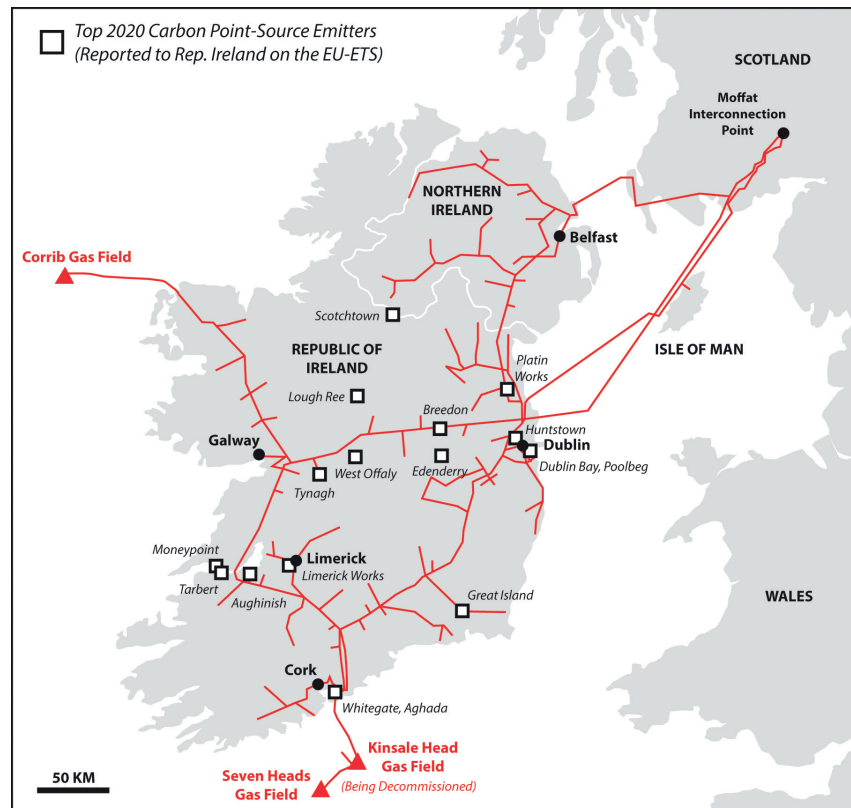 Top 2020 Carbon Point-Source Emitters
(Reported to Rep. Ireland on the EU-ETS)
SCOTLAND
Moffat
Interconnection
Point
NORTHERN
IRELAND
Belfast
Corrib Gas Field
Scotchtown
REPUBLIC OF
IRELAND
ISLE OF MAN
Platin
Works
Lough Ree
Breedon
Huntstown
Galway
Dublin
West Offaly
Edenderry
Dublin Bay, Poolbeg
Tynagh
Moneypoint
Limerick
Limerick Works
Tarbert
Aughinish
Great Island
WALES
Cork
Whitegate, Aghada
Kinsale Head
Gas Field
(Being Decommissioned)
Seven Heads
Gas Field
50 KM